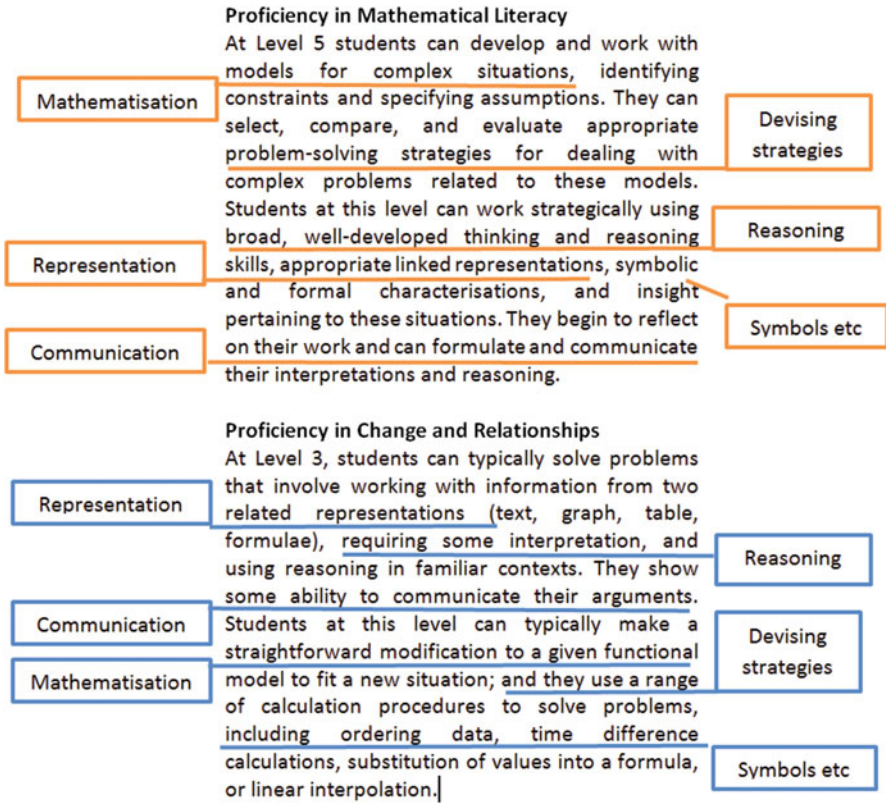 Proficiency in Mathematical Literacy
At Level 5 students can develop and work with
models for complex situations, identifying
constraints and specifying assumptions. They can
select, compare, and evaluate appropriate
problem-solving strategies for dealing with
complex problems related to these models.
Students at this level can work strategically using
broad, well-developed thinking and reasoning
skills, appropriate linked representations, symbolic
and formal characterisations, and insight
pertaining to these situations. They begin to reflect
on their work and can formulate and communicate
their interpretations and reasoning.
Mathematisation
Devising
strategies
Reasoning
Representation
Symbols etc
Communication
Proficiency in Change and Relationships
At Level 3, students can typically solve problems
that involve working with information from two
related representations (text, graph, table,
formulae), requiring some interpretation, and
using reasoning in familiar contexts. They show
some ability to communicate their arguments.
Students at this level can typically make a
straightforward modification to a given functional
model to fit a new situation; and they use a range
of calculation procedures to solve problems,
including ordering data, time difference
calculations, substitution of values into a formula,
or linear interpolation.
Representation
Reasoning
Communication
Devising
strategies
Mathematisation
Symbols etc